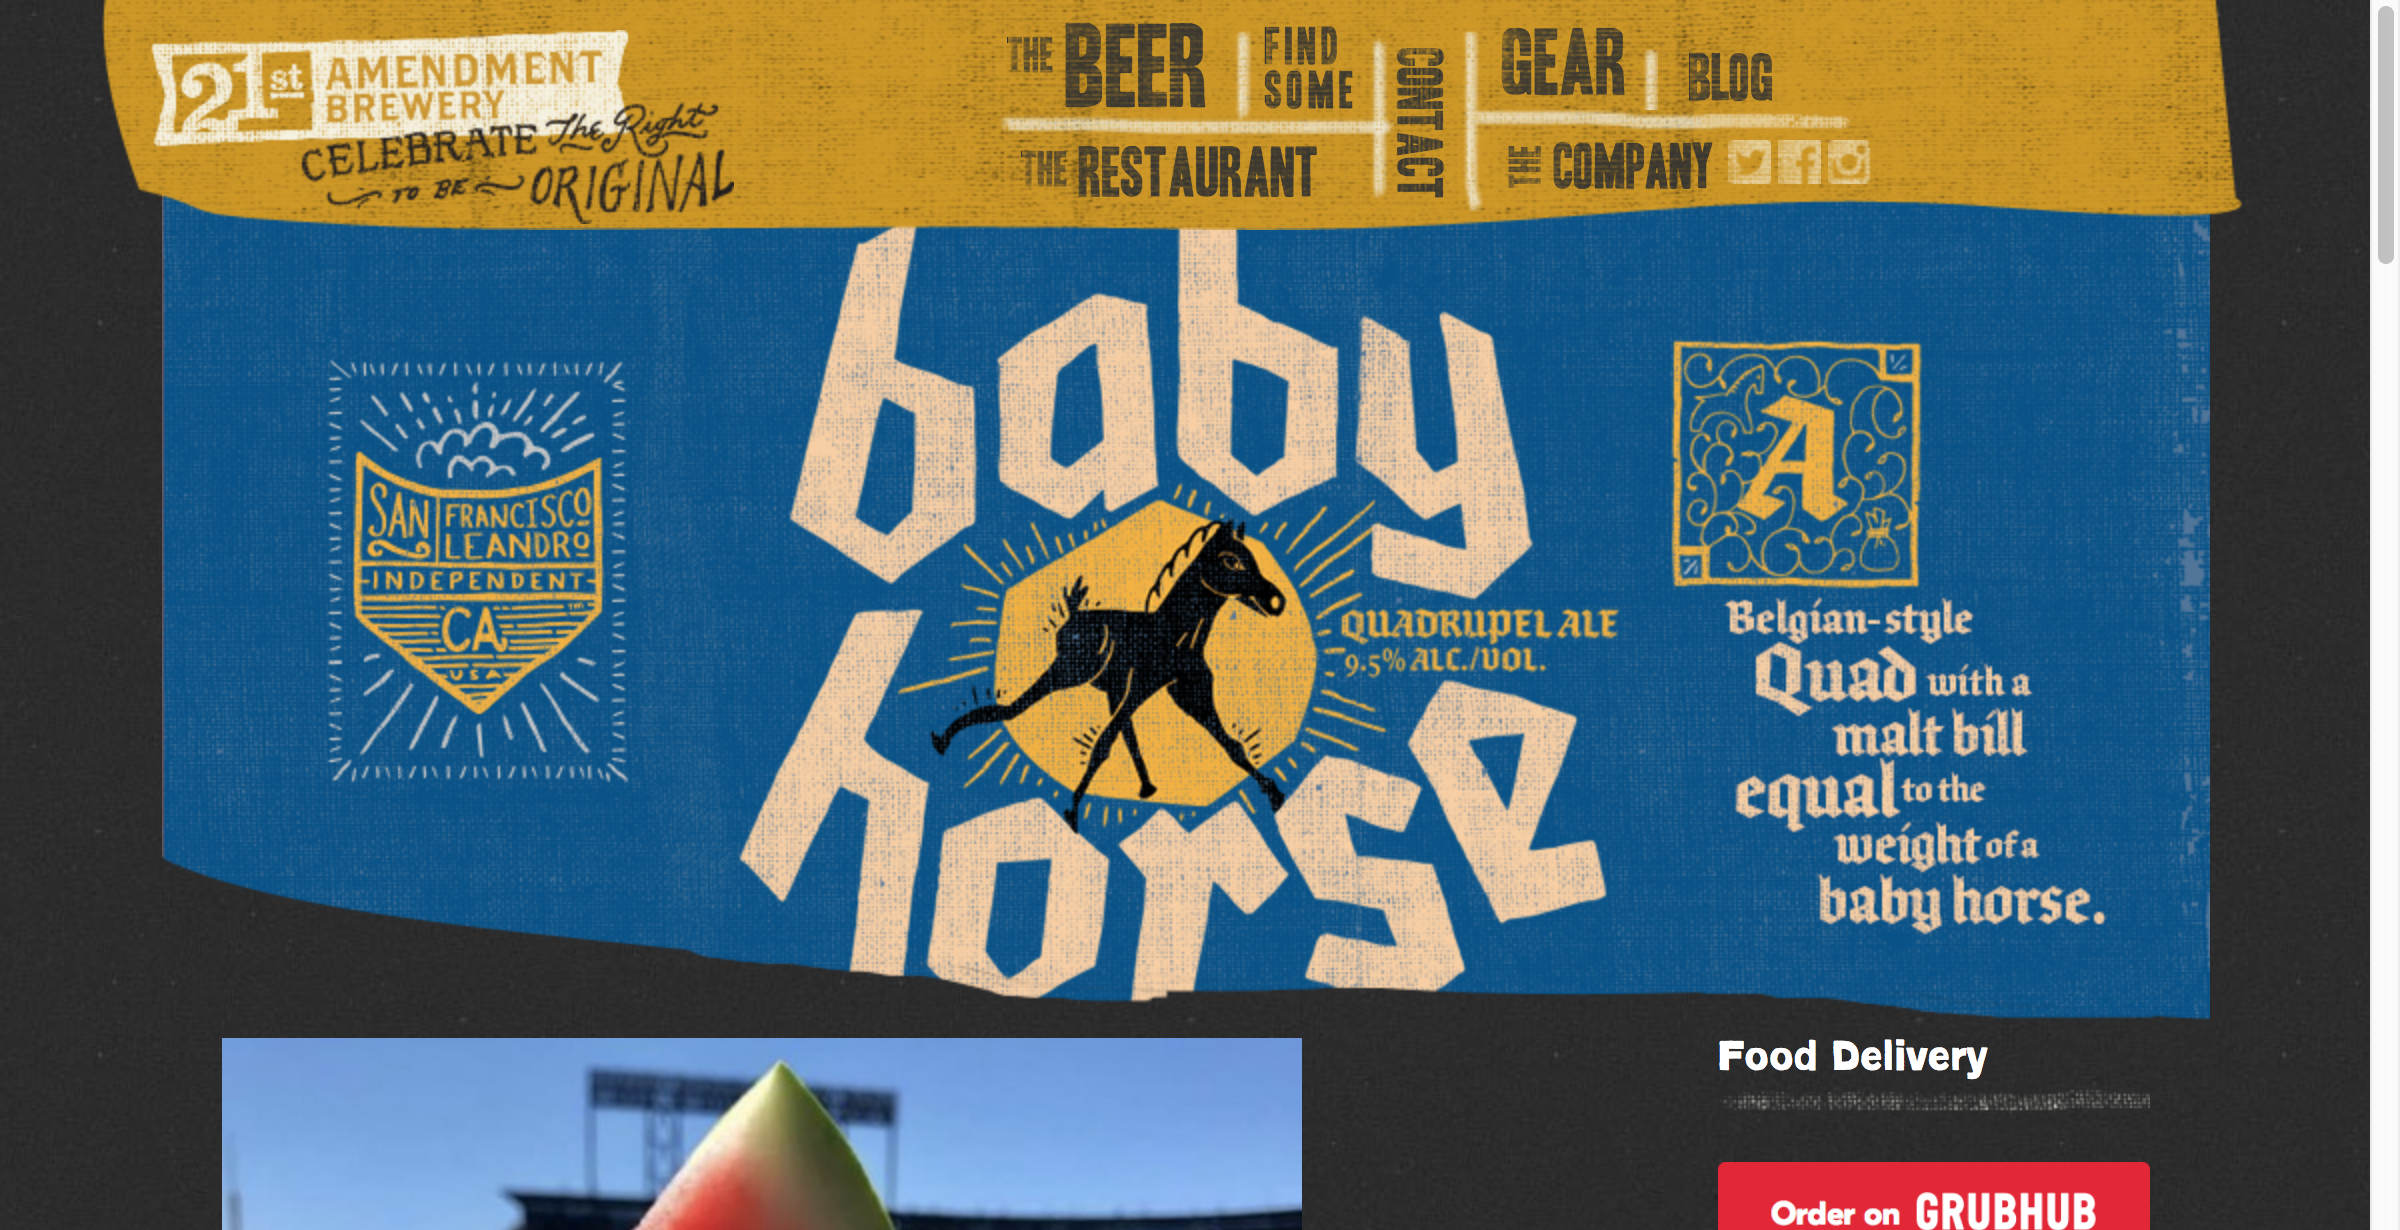 21st AMENDMENT
BREWERY
CELEBRATE The Right
TO BE ORIGINAL
THE BEER
FIND
SOME
CONTACT
GEAR
BLOG
THE RESTAURANT
THE COMPANY
baby
horse
SAN FRANCISCO
LEANDRO
INDEPENDENT
CA
USA
QUADRUPEL ALE
9.5% ALC./VOL.
A
Belgian-style
Quad with a
malt bill
equal to the
weight of a
baby horse.
Food Delivery
Order on GRUBHUB